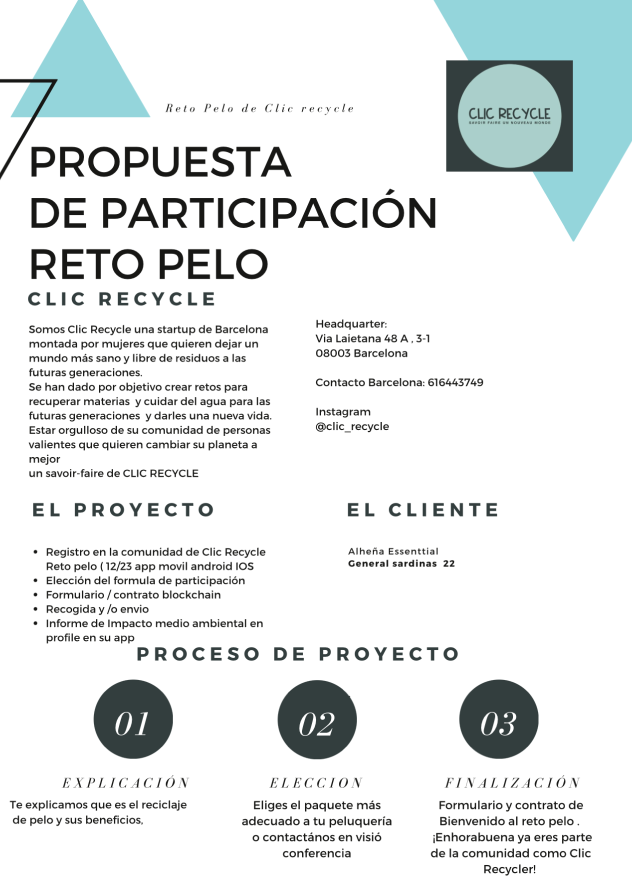 Reto Pelo de Clic recycle
CLIC RECYCLE
SAVOIR FAIRE UN NOUVEAU MONDE
PROPUESTA
DE PARTICIPACIÓN
RETO PELO
CLIC RECYCLE
Somos Clic Recycle una startup de Barcelona
montada por mujeres que quieren dejar un
mundo más sano y libre de residuos a las
futuras generaciones.
Se han dado por objetivo crear retos para
recuperar materias y cuidar del agua para las
futuras generaciones y darles una nueva vida.
Estar orgulloso de su comunidad de personas
valientes que quieren cambiar su planeta a
mejor
un savoir-faire de CLIC RECYCLE
Headquarter:
Via Laietana 48 A , 3-1
08003 Barcelona
Contacto Barcelona: 616443749
Instagram
@clic_recycle
EL PROYECTO
• Registro en la comunidad de Clic Recycle
Reto pelo ( 12/23 app movil android IOS
• Elección del formula de participación
• Formulario / contrato blockchain
• Recogida y /o envio
• Informe de Impacto medio ambiental en
profile en su app
EL CLIENTE
Alheña Essenttial
General sardinas 22
PROCESO DE PROYECTO
01
EXPLICACIÓN
Te explicamos que es el reciclaje
de pelo y sus beneficios,
02
ELECCION
Eliges el paquete más
adecuado a tu peluquería
o contactános en visió
conferencia
03
FINALIZACIÓN
Formulario y contrato de
Bienvenido al reto pelo .
¡Enhorabuena ya eres parte
de la comunidad como Clic
Recycler!